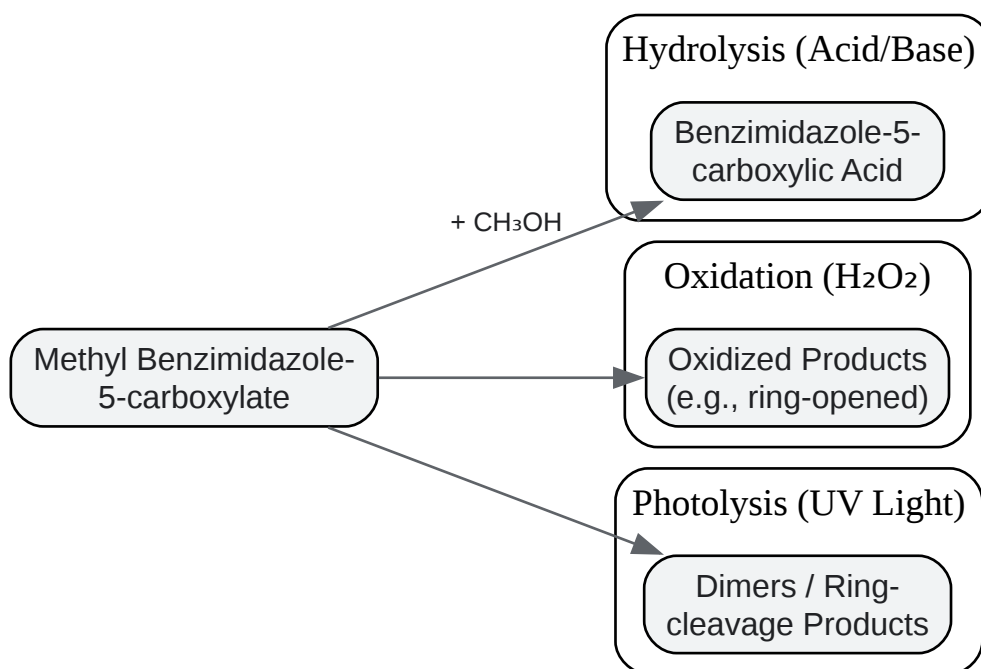 Hydrolysis (Acid/Base)
Benzimidazole-5-
carboxylic Acid
+ CH₃OH
Oxidation (H₂O₂)
Methyl Benzimidazole-
5-carboxylate
Oxidized Products
(e.g., ring-opened)
Photolysis (UV Light)
Dimers / Ring-
cleavage Products